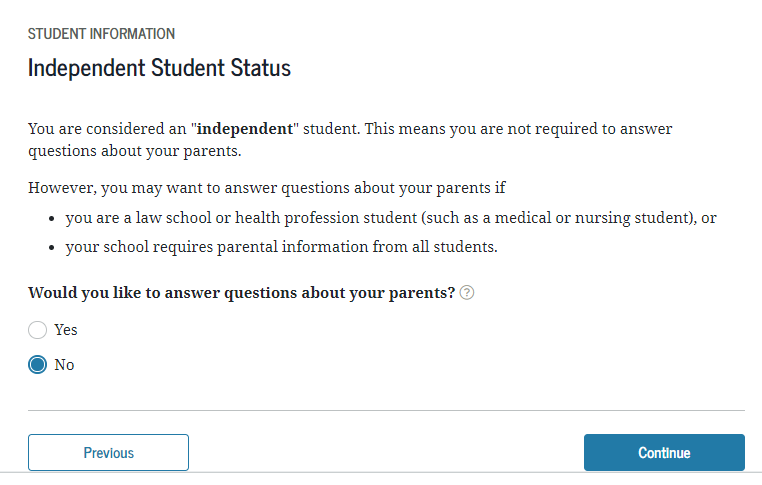 STUDENT INFORMATION
Independent Student Status
You are considered an "independent" student. This means you are not required to answer
questions about your parents.
However, you may want to answer questions about your parents if
• you are a law school or health profession student (such as a medical or nursing student), or
• your school requires parental information from all students.
Would you like to answer questions about your parents? ?
Yes
No
Previous
Continue